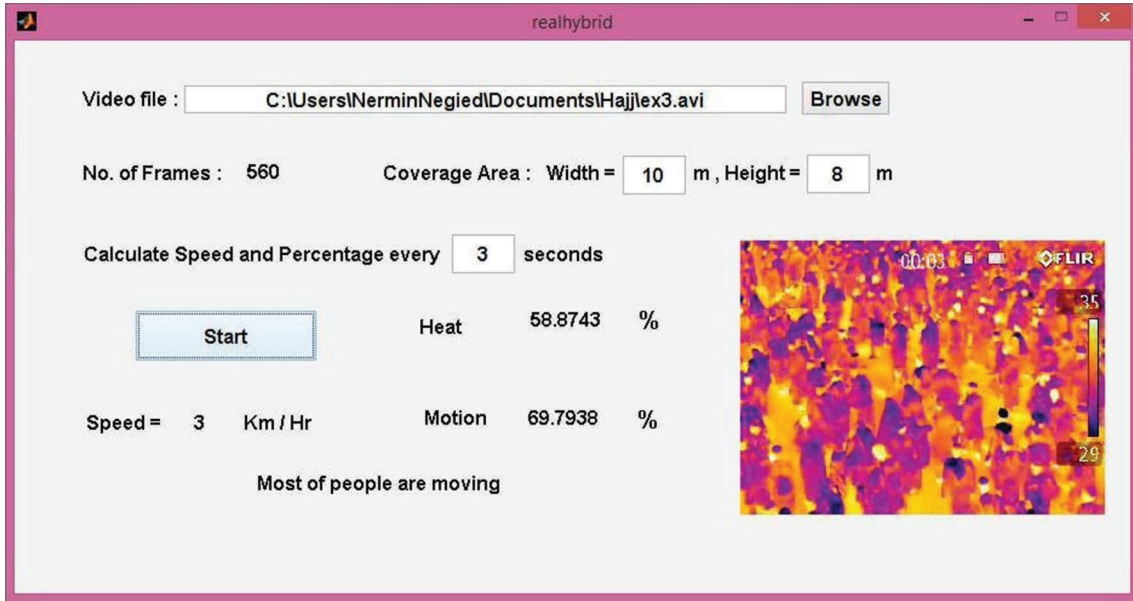 realhybrid
Video file : C:\Users\NerminNegied\Documents\Hajj\ex3.avi Browse
No. of Frames : 560 Coverage Area : Width = 10 m , Height = 8 m
Calculate Speed and Percentage every 3 seconds
00:03 FLIR
35
Start Heat 58.8743 %
Speed = 3 Km / Hr Motion 69.7938 %
29
Most of people are moving